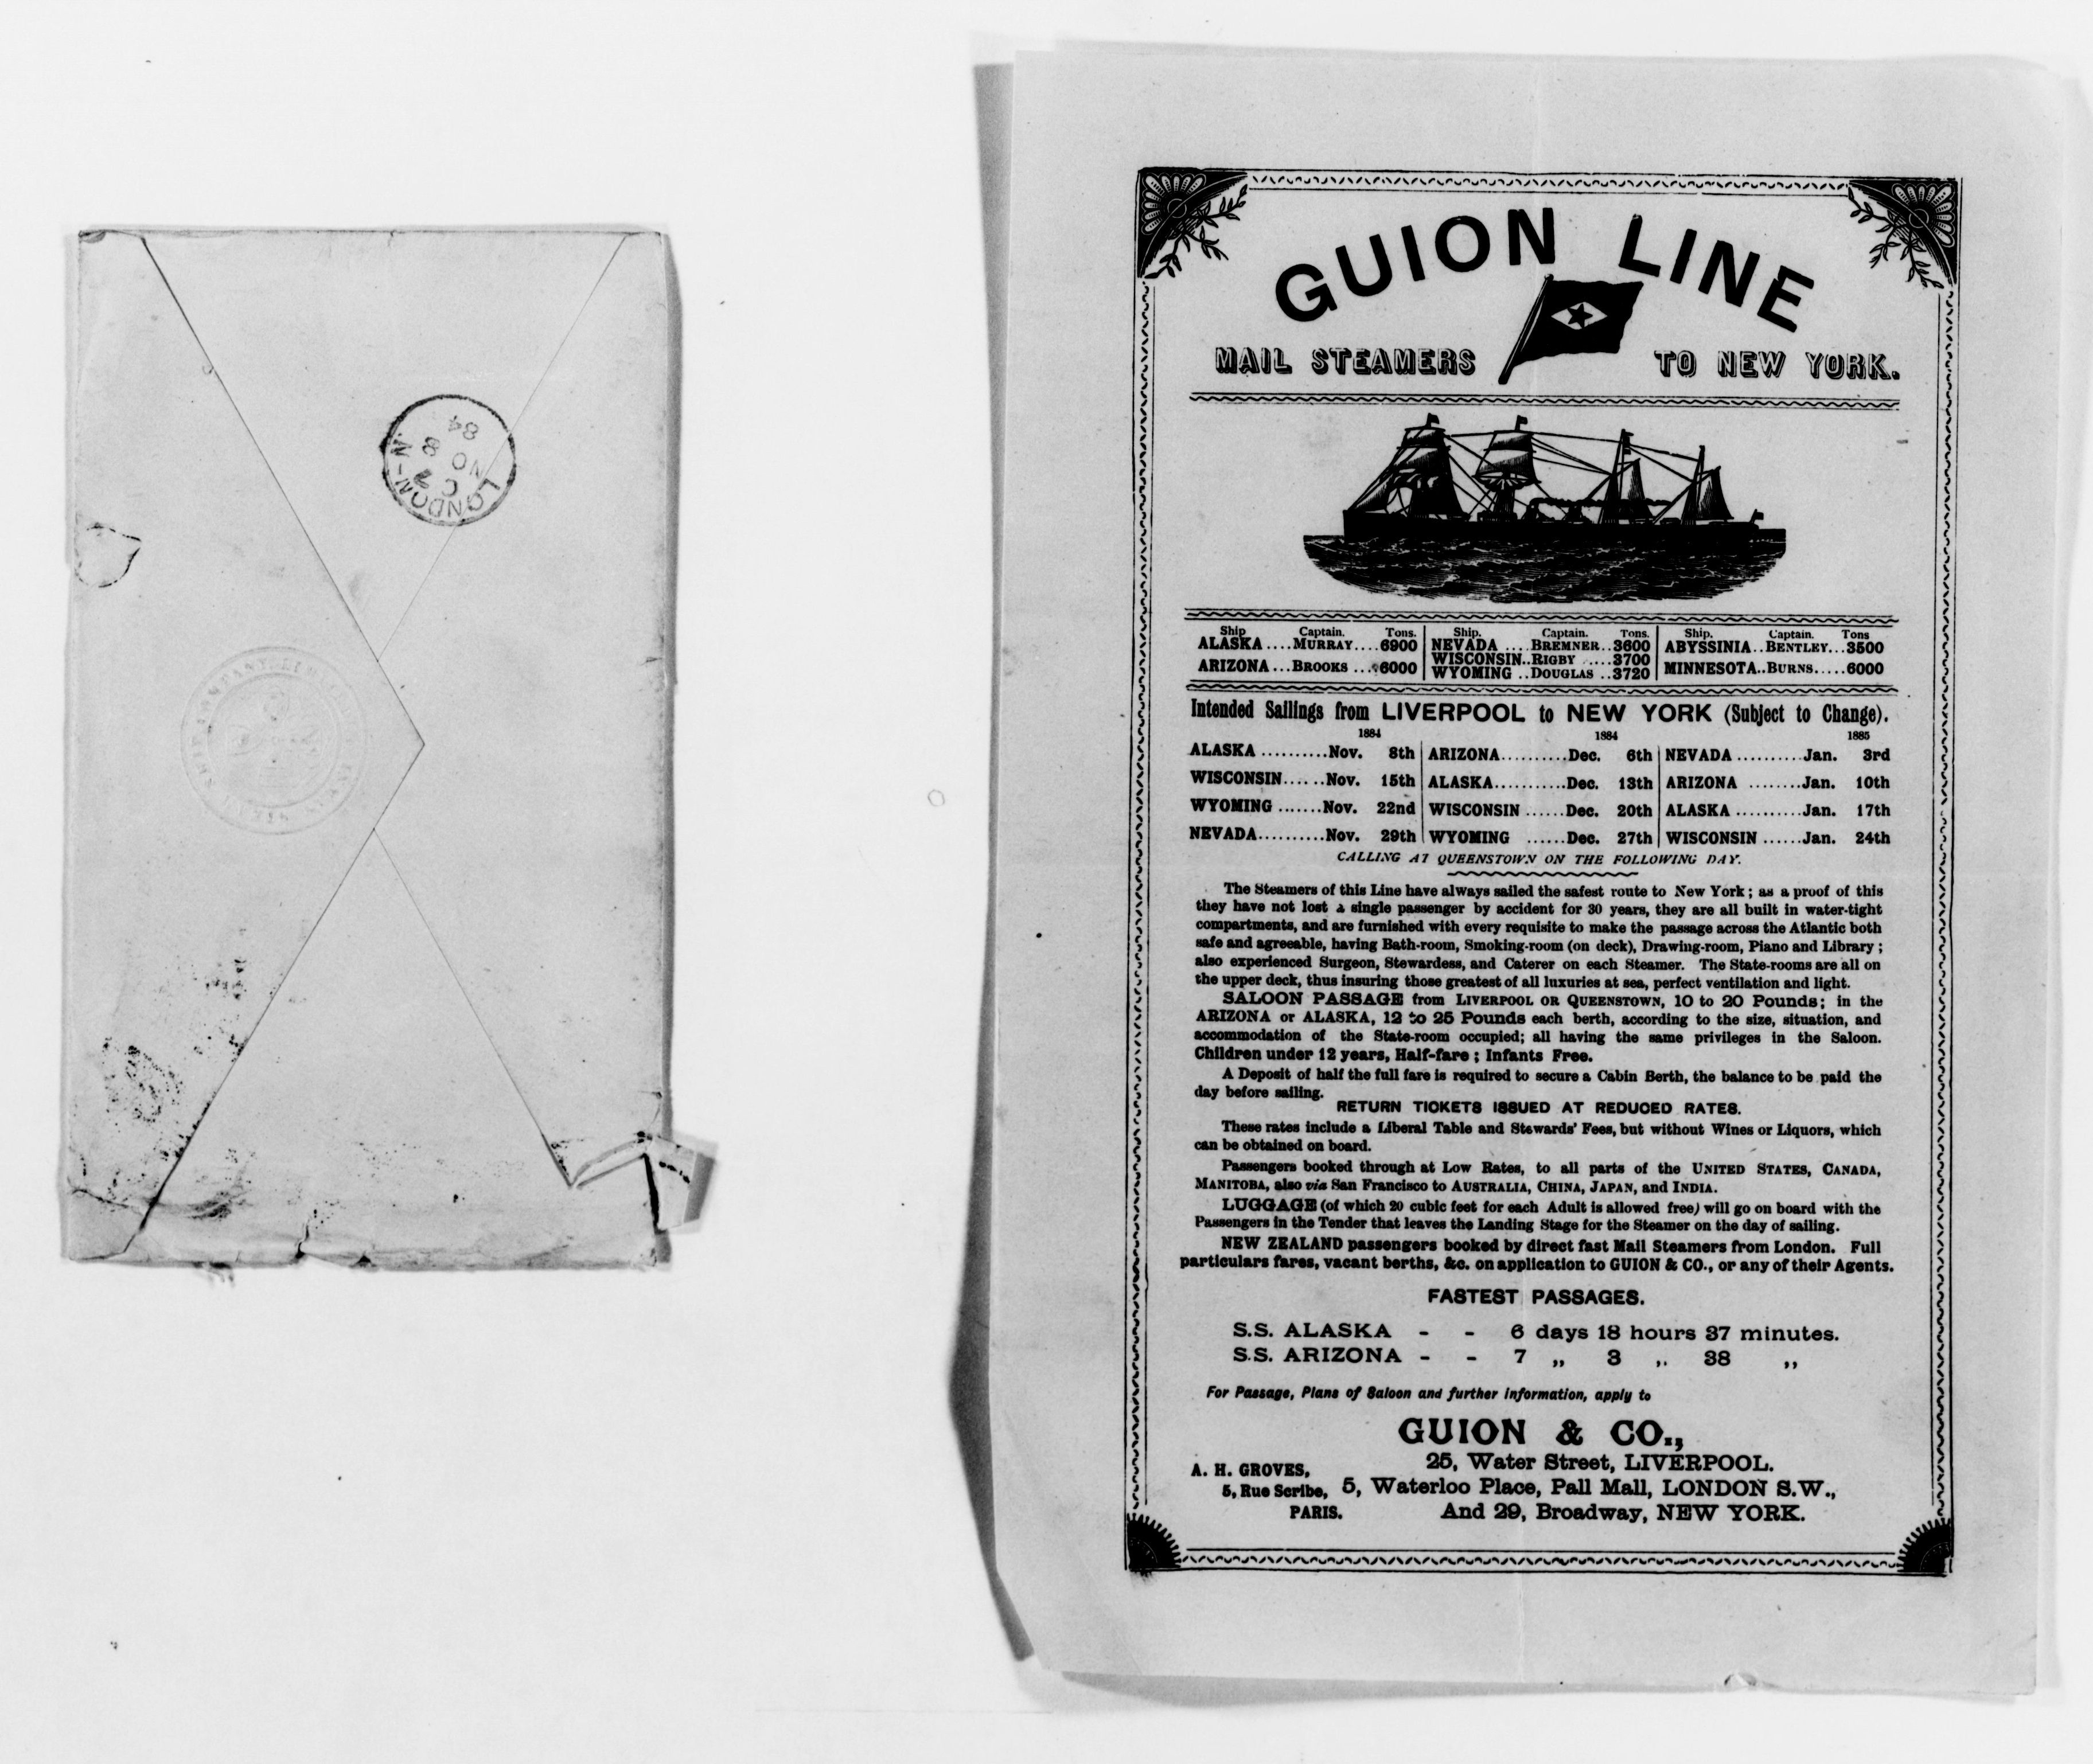 LONDON-N
C 7
NO 8
84
GUION LINE
MAIL STEAMERS TO NEW YORK.
Ship Captain. Tons. Ship. Captain. Tons. Ship. Captain. Tons
ALASKA....MURRAY....6900 NEVADA ....BREMNER..3600 ABYSSINIA..BENTLEY...3500
WISCONSIN..RIGBY ....3700
ARIZONA...BROOKS ...6000 WYOMING ..DOUGLAS ..3720 MINNESOTA..BURNS.....6000
Intended Sailings from LIVERPOOL to NEW YORK (Subject to Change).
1884 1884 1885
ALASKA ..........Nov. 8th ARIZONA..........Dec. 6th NEVADA ..........Jan. 3rd
WISCONSIN......Nov. 15th ALASKA...........Dec. 13th ARIZONA ........Jan. 10th
WYOMING .......Nov. 22nd WISCONSIN ......Dec. 20th ALASKA ..........Jan. 17th
NEVADA..........Nov. 29th WYOMING ......Dec. 27th WISCONSIN ......Jan. 24th
CALLING AT QUEENSTOWN ON THE FOLLOWING DAY.
The Steamers of this Line have always sailed the safest route to New York; as a proof of this
they have not lost a single passenger by accident for 30 years, they are all built in water-tight
compartments, and are furnished with every requisite to make the passage across the Atlantic both
safe and agreeable, having Bath-room, Smoking-room (on deck), Drawing-room, Piano and Library;
also experienced Surgeon, Stewardess, and Caterer on each Steamer. The State-rooms are all on
the upper deck, thus insuring those greatest of all luxuries at sea, perfect ventilation and light.
SALOON PASSAGE from LIVERPOOL OR QUEENSTOWN, 10 to 20 Pounds; in the
ARIZONA or ALASKA, 12 to 25 Pounds each berth, according to the size, situation, and
accommodation of the State-room occupied; all having the same privileges in the Saloon.
Children under 12 years, Half-fare; Infants Free.
A Deposit of half the full fare is required to secure a Cabin Berth, the balance to be paid the
day before sailing.
RETURN TICKETS ISSUED AT REDUCED RATES.
These rates include a Liberal Table and Stewards' Fees, but without Wines or Liquors, which
can be obtained on board.
Passengers booked through at Low Rates, to all parts of the UNITED STATES, CANADA,
MANITOBA, also via San Francisco to AUSTRALIA, CHINA, JAPAN, and INDIA.
LUGGAGE (of which 20 cubic feet for each Adult is allowed free) will go on board with the
Passengers in the Tender that leaves the Landing Stage for the Steamer on the day of sailing.
NEW ZEALAND passengers booked by direct fast Mail Steamers from London. Full
particulars fares, vacant berths, &c. on application to GUION & CO., or any of their Agents.
FASTEST PASSAGES.
S.S. ALASKA - - 6 days 18 hours 37 minutes.
S.S. ARIZONA - - 7 ,, 3 ,, 38 ,,
For Passage, Plans of Saloon and further information, apply to
GUION & CO.,
25, Water Street, LIVERPOOL.
A. H. GROVES,
5, Rue Scribe, 5, Waterloo Place, Pall Mall, LONDON S.W.,
PARIS. And 29, Broadway, NEW YORK.